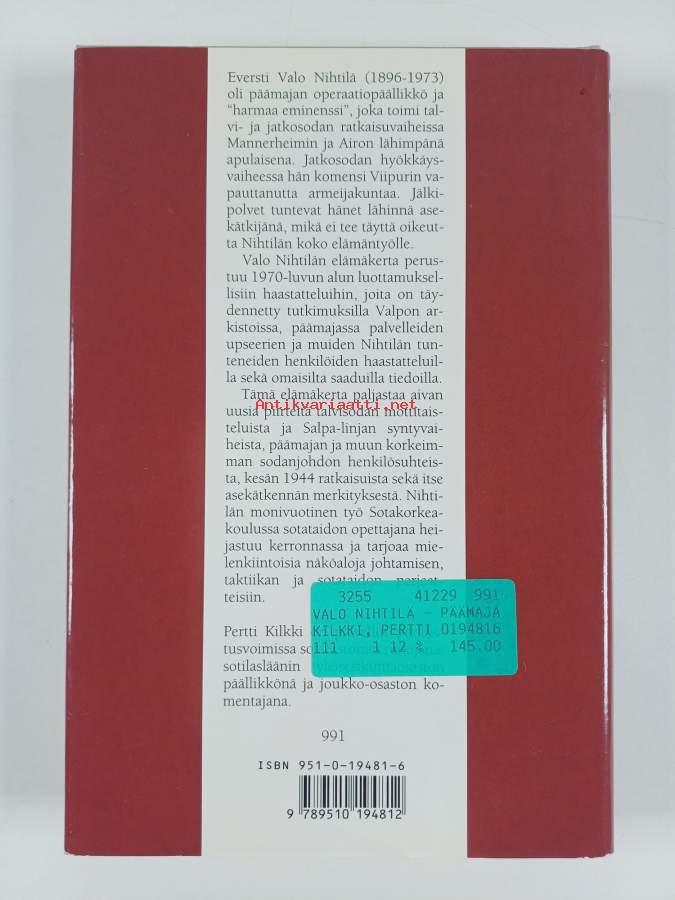 Eversti Valo Nihtilä (1896-1973)
oli päämajan operaatiopäällikkö ja
“harmaa eminenssi”, joka toimi tal-
vi- ja jatkosodan ratkaisuvaiheissa
Mannerheimin ja Airon lähimpänä
apulaisena. Jatkosodan hyökkäys-
vaiheessa hän komensi Viipurin va-
pauttanutta armeijakuntaa. Jälki-
polvet tuntevat hänet lähinnä ase-
kätkijänä, mikä ei tee täyttä oikeut-
ta Nihtilän koko elämäntyölle.
Valo Nihtilän elämäkerta perus-
tuu 1970-luvun alun luottamuksel-
lisiin haastatteluihin, joita on täy-
dennetty tutkimuksilla Valpon ar-
kistoissa, päämajassa palvelleiden
upseerien ja muiden Nihtilän tun-
teneiden henkilöiden haastatteluil-
la sekä omaisilta saaduilla tiedoilla.
Tämä elämäkerta paljastaa aivan
Antikvariaatti.net
uusia piirteitä talvisodan mottitais-
teluista ja Salpa-linjan syntyvai-
heista, päämajan ja muun korkeim-
man sodanjohdon henkilösuhteis-
ta, kesän 1944 ratkaisuista sekä itse
asekätkennän merkityksestä. Nihti-
län monivuotinen työ Sotakorkea-
koulussa sotataidon opettajana hei-
jastuu kerronnassa ja tarjoaa mie-
lenkiintoisia näköaloja johtamisen,
taktiikan ja sotataidon periaat-
teisiin.
3255 41229 991
VALO NIHTILÄ - PÄÄMAJA
KILKKI, PERTTI 0194816
111 1 12 % 145.00
Pertti Kilkki
tusvoimissa
sotilasläänin yleisesikuntaosaston
päällikkönä ja joukko-osaston ko-
mentajana.
991
ISBN 951-0-19481-6
9 789510 194812